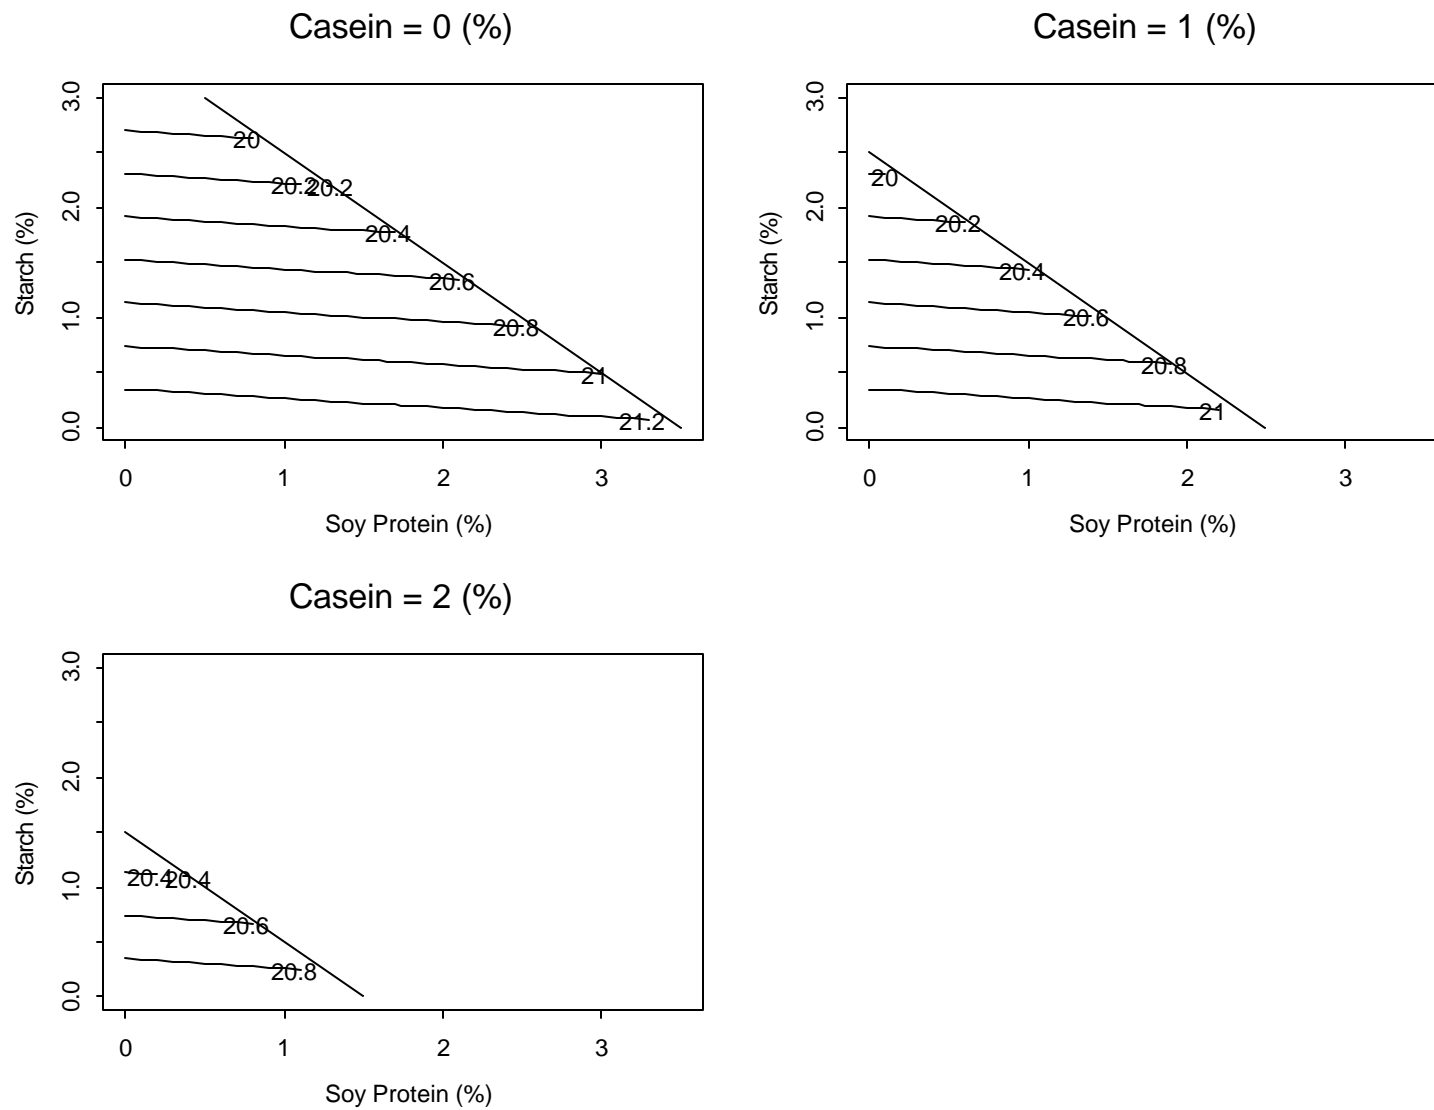 Casein = 0 (%)
Starch (%)
3.0
2.0
1.0
0.0
20
20.2 20.2
20.4
20.6
20.8
21
21.2
0 1 2 3
Soy Protein (%)
Casein = 1 (%)
Starch (%)
3.0
2.0
1.0
0.0
20
20.2
20.4
20.6
20.8
21
0 1 2 3
Soy Protein (%)
Casein = 2 (%)
Starch (%)
3.0
2.0
1.0
0.0
20.4 20.4
20.6
20.8
0 1 2 3
Soy Protein (%)